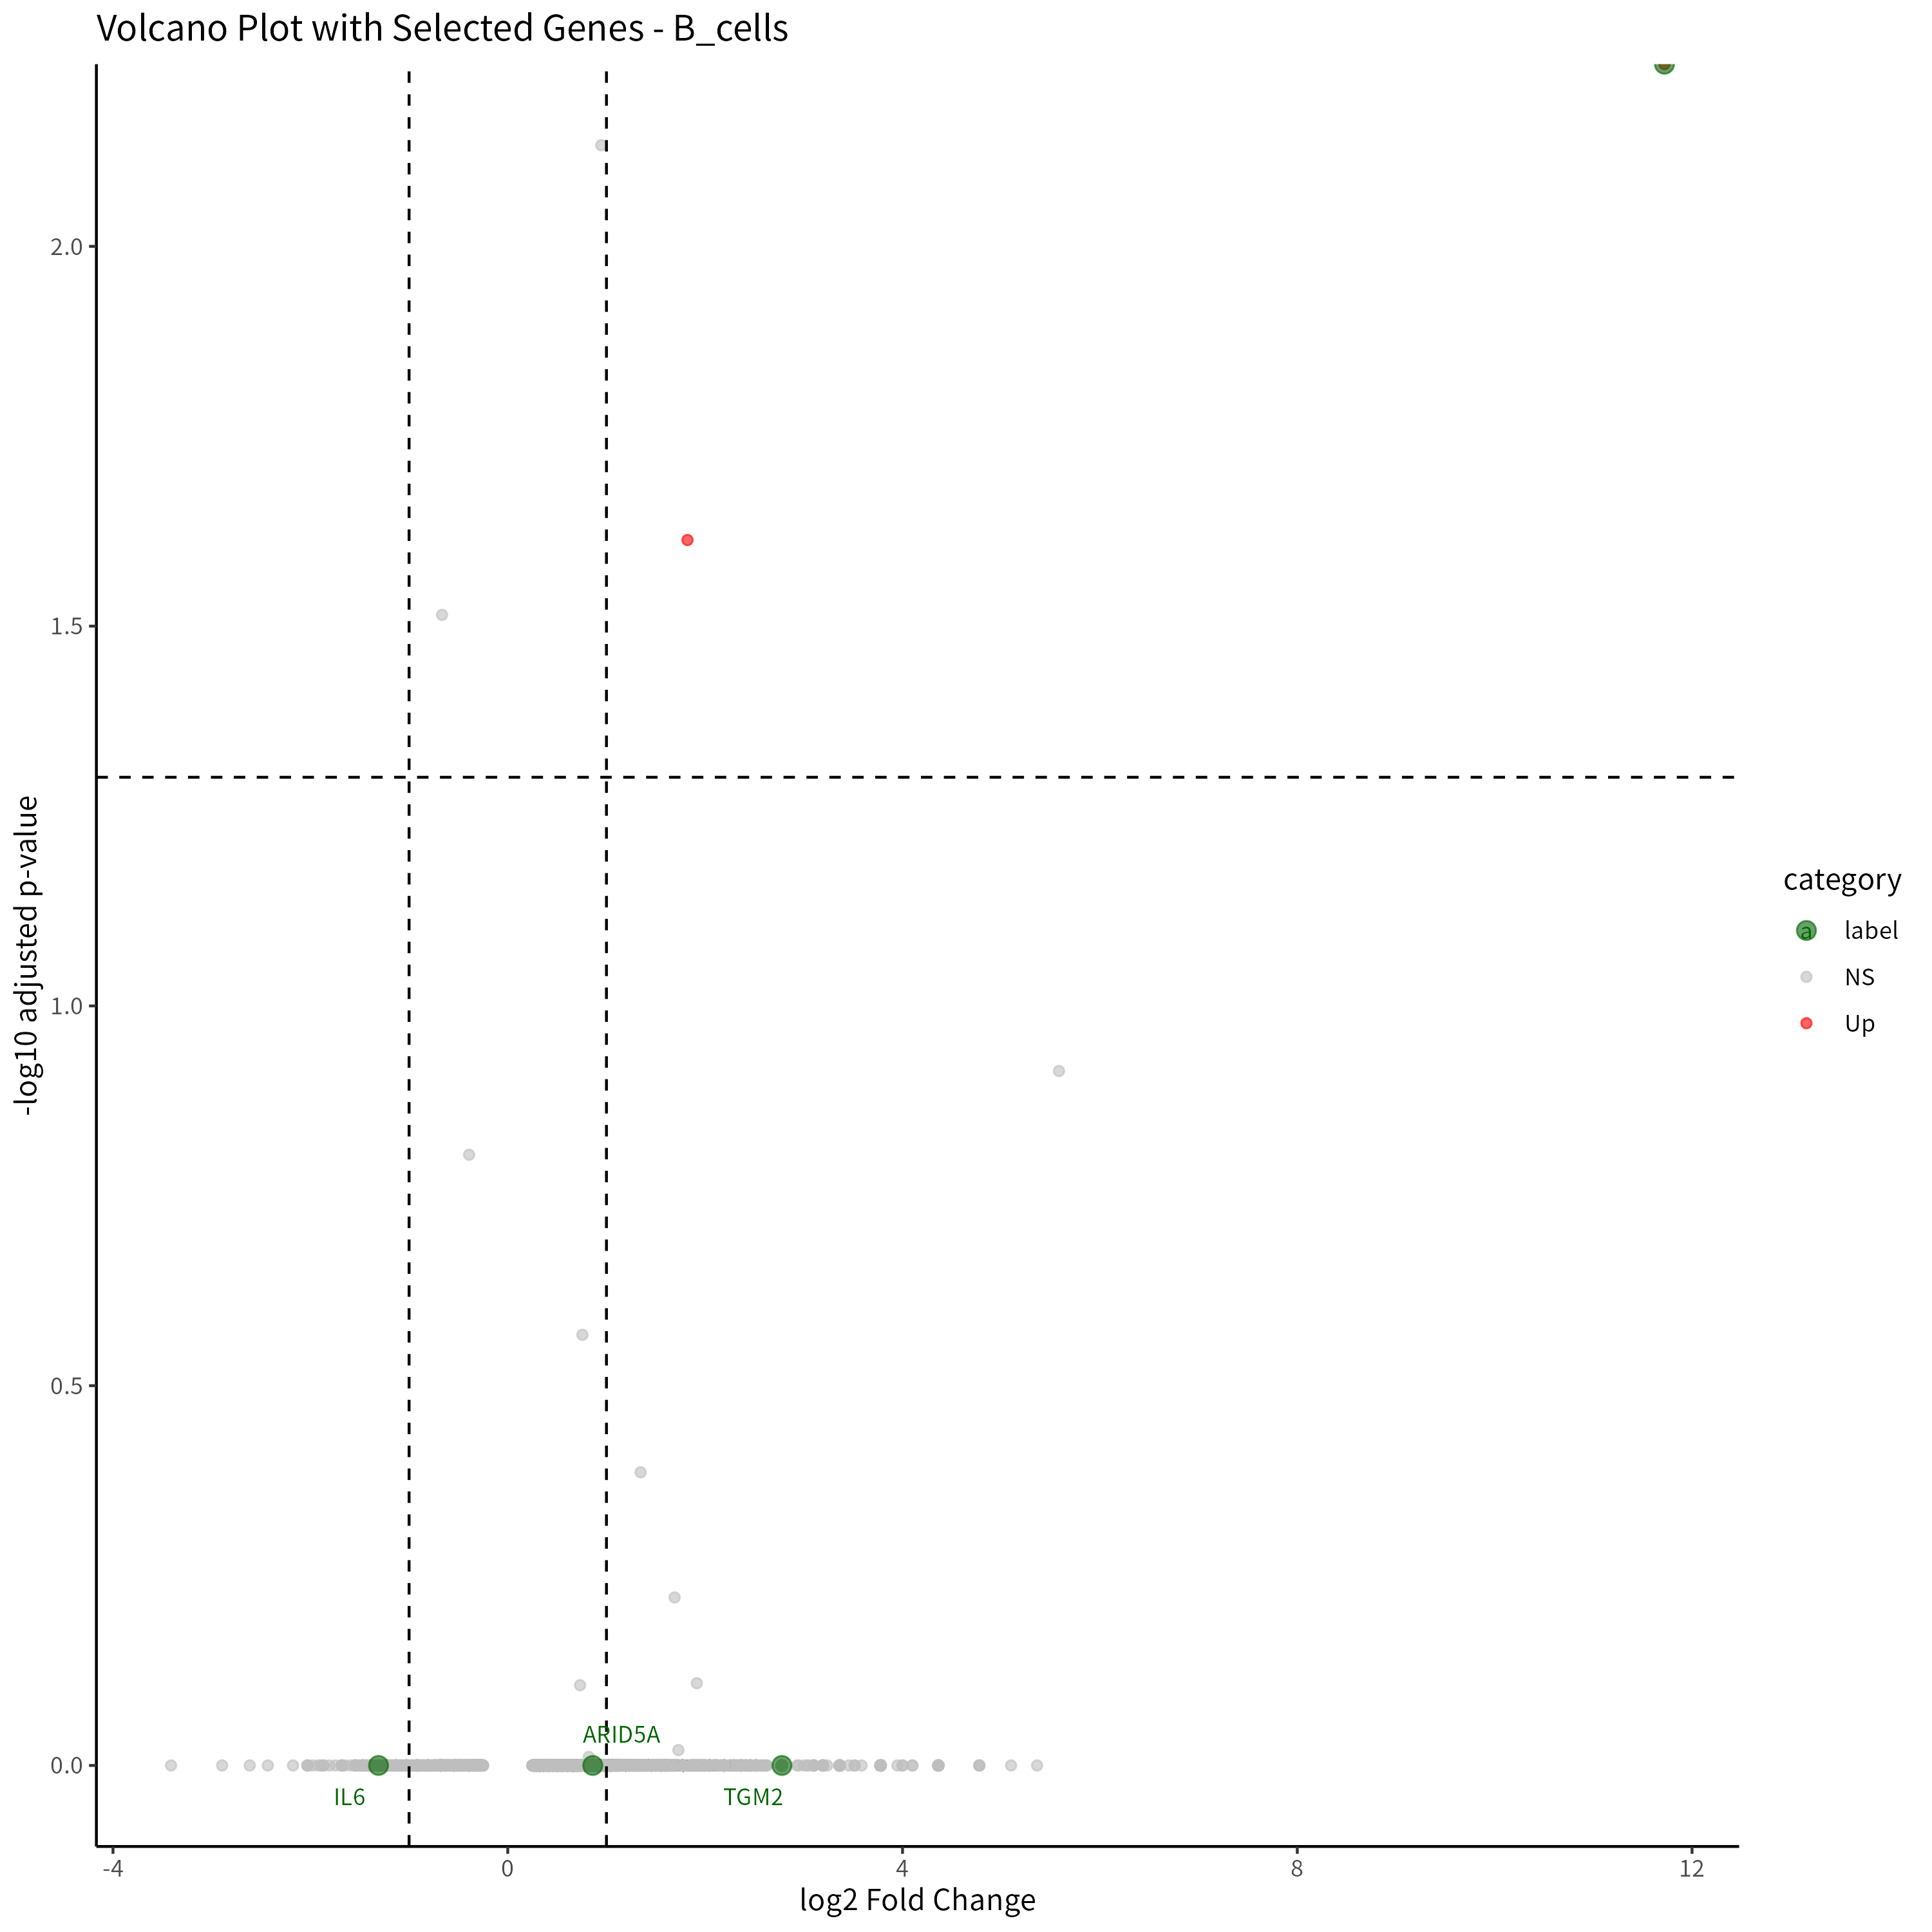 Volcano Plot with Selected Genes - B_cells
2.0
1.5
1.0
0.5
0.0
-log10 adjusted p-value
ARID5A
IL6
TGM2
-4
0
4
8
12
log2 Fold Change
category
a label
NS
Up